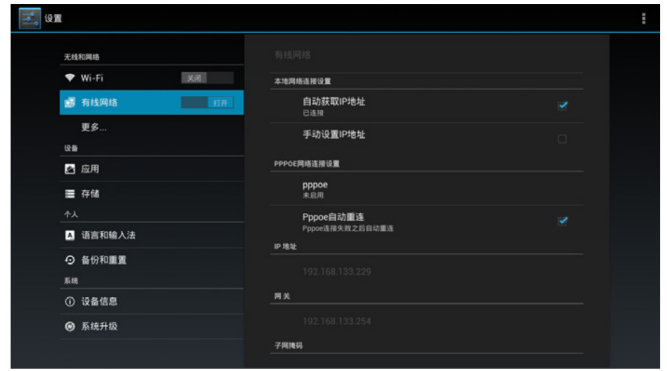 设置
无线和网络
Wi-Fi
关闭
有线网络
打开
更多...
设备
应用
存储
个人
A
语言和输入法
备份和重置
系统
设备信息
系统升级
有线网络
本地网络连接设置
自动获取IP地址
已连接
手动设置IP地址
PPPOE网络连接设置
pppoe
未启用
Pppoe自动重连
Pppoe连接失败之后自动重连
IP 地址
192.168.133.229
网关
192.168.133.254
子网掩码